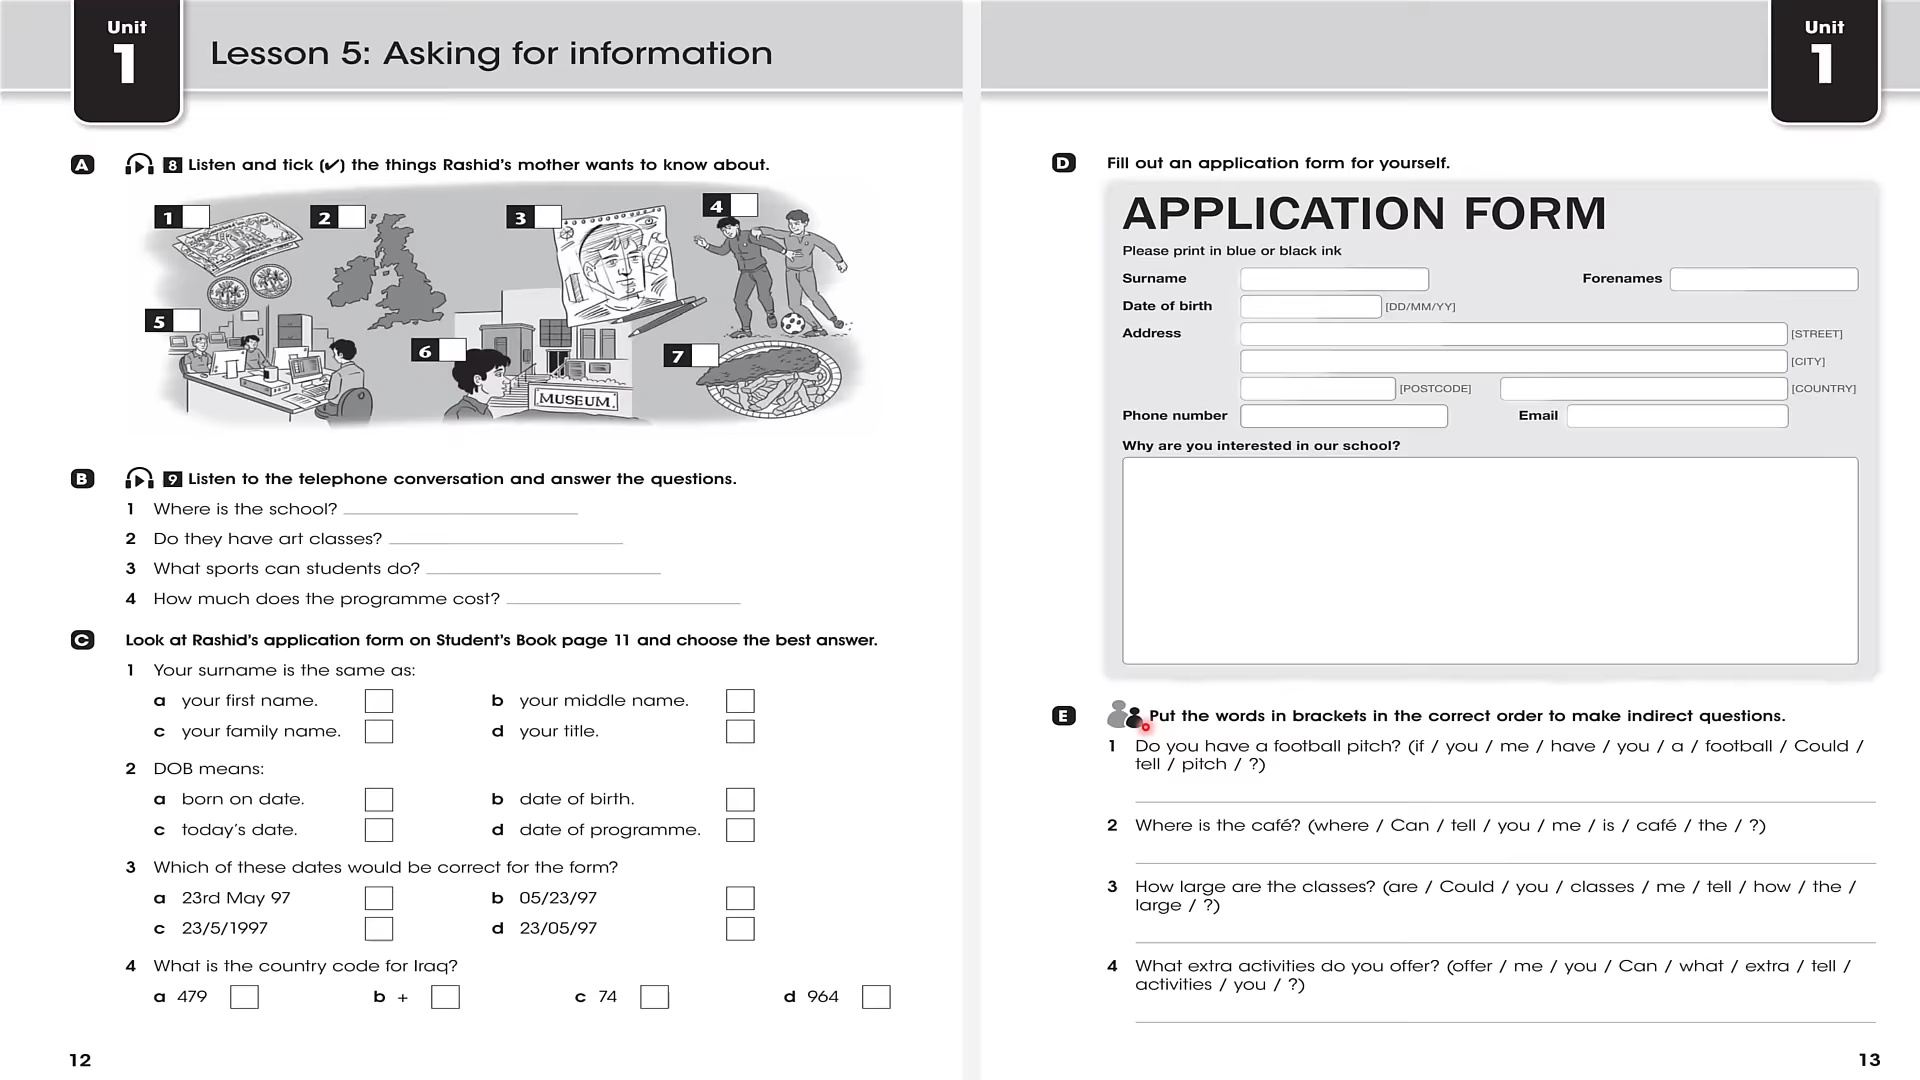 Unit
1
Lesson 5: Asking for information
A 8 Listen and tick (✔) the things Rashid's mother wants to know about.
1
2
3
4
5
6
7
MUSEUM.
B 9 Listen to the telephone conversation and answer the questions.
1 Where is the school?
2 Do they have art classes?
3 What sports can students do?
4 How much does the programme cost?
C Look at Rashid's application form on Student's Book page 11 and choose the best answer.
1 Your surname is the same as:
a your first name. b your middle name.
c your family name. d your title.
2 DOB means:
a born on date. b date of birth.
c today's date. d date of programme.
3 Which of these dates would be correct for the form?
a 23rd May 97 b 05/23/97
c 23/5/1997 d 23/05/97
4 What is the country code for Iraq?
a 479 b + c 74 d 964
12
Unit
1
D Fill out an application form for yourself.
APPLICATION FORM
Please print in blue or black ink
Surname Forenames
Date of birth [DD/MM/YY]
Address [STREET]
[CITY]
[POSTCODE] [COUNTRY]
Phone number Email
Why are you interested in our school?
E Put the words in brackets in the correct order to make indirect questions.
1 Do you have a football pitch? (if / you / me / have / you / a / football / Could /
tell / pitch / ?)
2 Where is the café? (where / Can / tell / you / me / is / café / the / ?)
3 How large are the classes? (are / Could / you / classes / me / tell / how / the /
large / ?)
4 What extra activities do you offer? (offer / me / you / Can / what / extra / tell /
activities / you / ?)
13